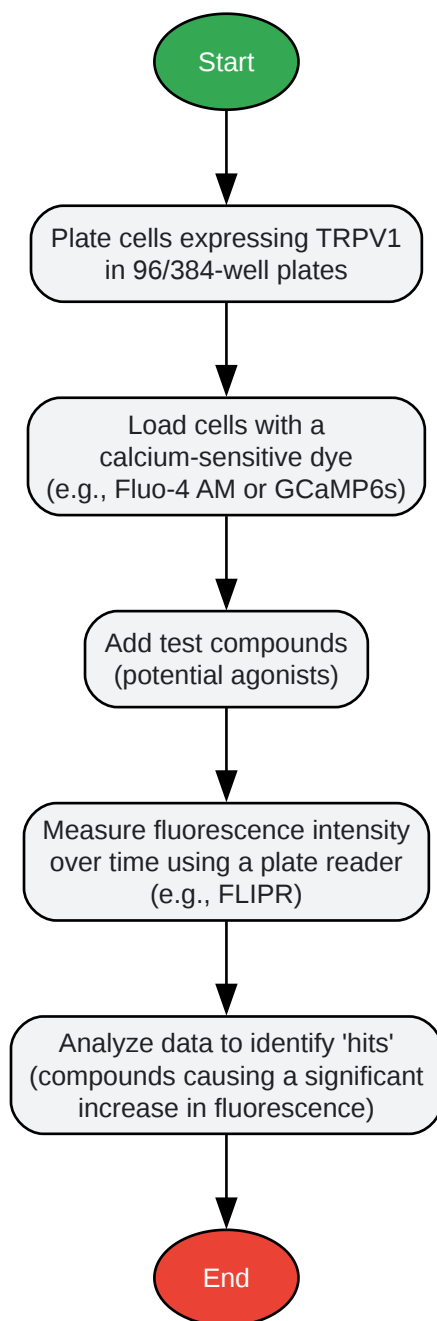 Start
Plate cells expressing TRPV1
in 96/384-well plates
Load cells with a
calcium-sensitive dye
(e.g., Fluo-4 AM or GCaMP6s)
Add test compounds
(potential agonists)
Measure fluorescence intensity
over time using a plate reader
(e.g., FLIPR)
Analyze data to identify 'hits'
(compounds causing a significant
increase in fluorescence)
End